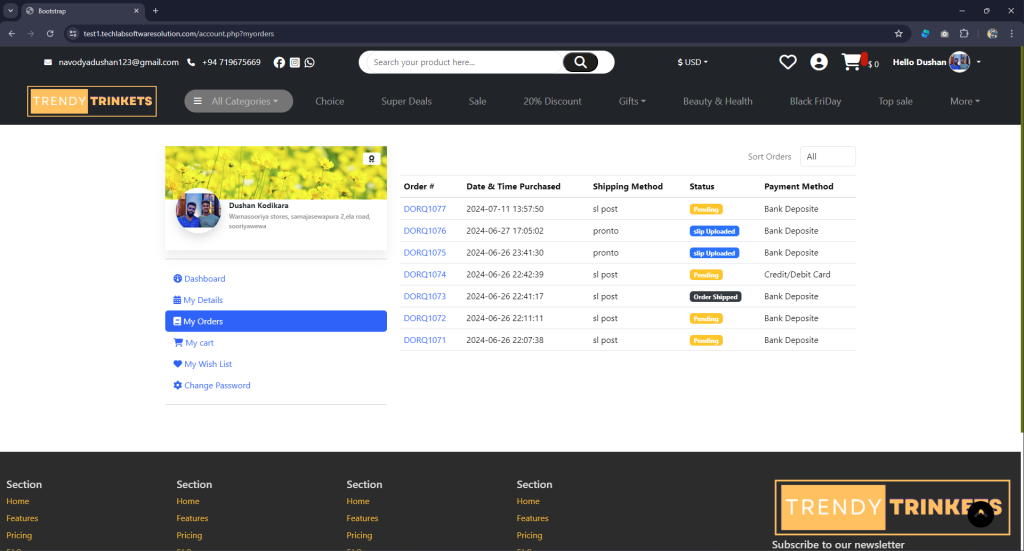 Bootstrap
test1.techlabsoftwaresolution.com/account.php?myorders
navodyadushan123@gmail.com +94 719675669 Search your product here... $ USD $ 0 Hello Dushan
TRENDY TRINKETS All Categories Choice Super Deals Sale 20% Discount Gifts Beauty & Health Black FriDay Top sale More
Sort Orders All
Dushan Kodikara
Warnasooriya stores, samajasewapura 2,ela road,
sooriyawewa
Dashboard
My Details
My Orders
My cart
My Wish List
Change Password
Order # Date & Time Purchased Shipping Method Status Payment Method
DORQ1077 2024-07-11 13:57:50 sl post Pending Bank Deposite
DORQ1076 2024-06-27 17:05:02 pronto slip Uploaded Bank Deposite
DORQ1075 2024-06-26 23:41:30 pronto slip Uploaded Bank Deposite
DORQ1074 2024-06-26 22:42:39 sl post Pending Credit/Debit Card
DORQ1073 2024-06-26 22:41:17 sl post Order Shipped Bank Deposite
DORQ1072 2024-06-26 22:11:11 sl post Pending Bank Deposite
DORQ1071 2024-06-26 22:07:38 sl post Pending Bank Deposite
Section Section Section Section
Home Home Home Home
Features Features Features Features
Pricing Pricing Pricing Pricing
TRENDY TRINKETS
Subscribe to our newsletter